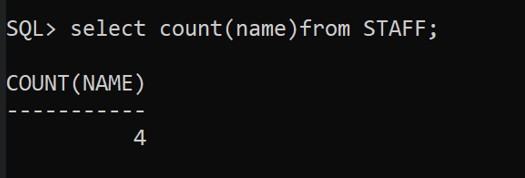 SQL> select count(name)from STAFF;
COUNT(NAME)
-----------
4